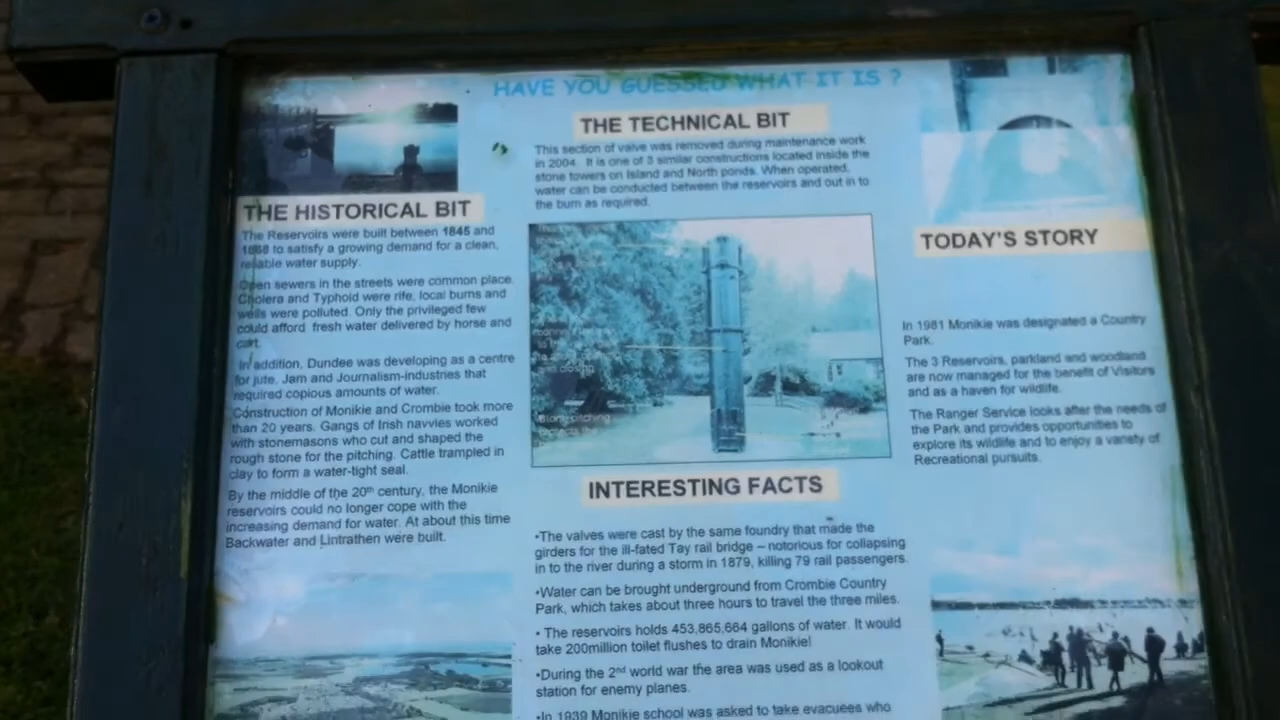 HAVE YOU GUESSED WHAT IT IS ?
THE HISTORICAL BIT
The Reservoirs were built between 1845 and
1868 to satisfy a growing demand for a clean,
reliable water supply.
Open sewers in the streets were common place.
Cholera and Typhoid were rife, local burns and
wells were polluted. Only the privileged few
could afford fresh water delivered by horse and
cart.
In addition, Dundee was developing as a centre
for jute, Jam and Journalism-industries that
required copious amounts of water.
Construction of Monikie and Crombie took more
than 20 years. Gangs of Irish navvies worked
with stonemasons who cut and shaped the
rough stone for the pitching. Cattle trampled in
clay to form a water-tight seal.
By the middle of the 20th century, the Monikie
reservoirs could no longer cope with the
increasing demand for water. At about this time
Backwater and Lintrathen were built.
THE TECHNICAL BIT
This section of valve was removed during maintenance work
in 2004. It is one of 3 similar constructions located inside the
stone towers on Island and North ponds. When operated,
water can be conducted between the reservoirs and out in to
the burn as required.
Stone pitching
INTERESTING FACTS
•The valves were cast by the same foundry that made the
girders for the ill-fated Tay rail bridge – notorious for collapsing
in to the river during a storm in 1879, killing 79 rail passengers.
•Water can be brought underground from Crombie Country
Park, which takes about three hours to travel the three miles.
• The reservoirs holds 453,865,664 gallons of water. It would
take 200million toilet flushes to drain Monikie!
•During the 2nd world war the area was used as a lookout
station for enemy planes.
•In 1939 Monikie school was asked to take evacuees who
TODAY'S STORY
In 1981 Monikie was designated a Country
Park.
The 3 Reservoirs, parkland and woodland
are now managed for the benefit of Visitors
and as a haven for wildlife.
The Ranger Service looks after the needs of
the Park and provides opportunities to
explore its wildlife and to enjoy a variety of
Recreational pursuits.